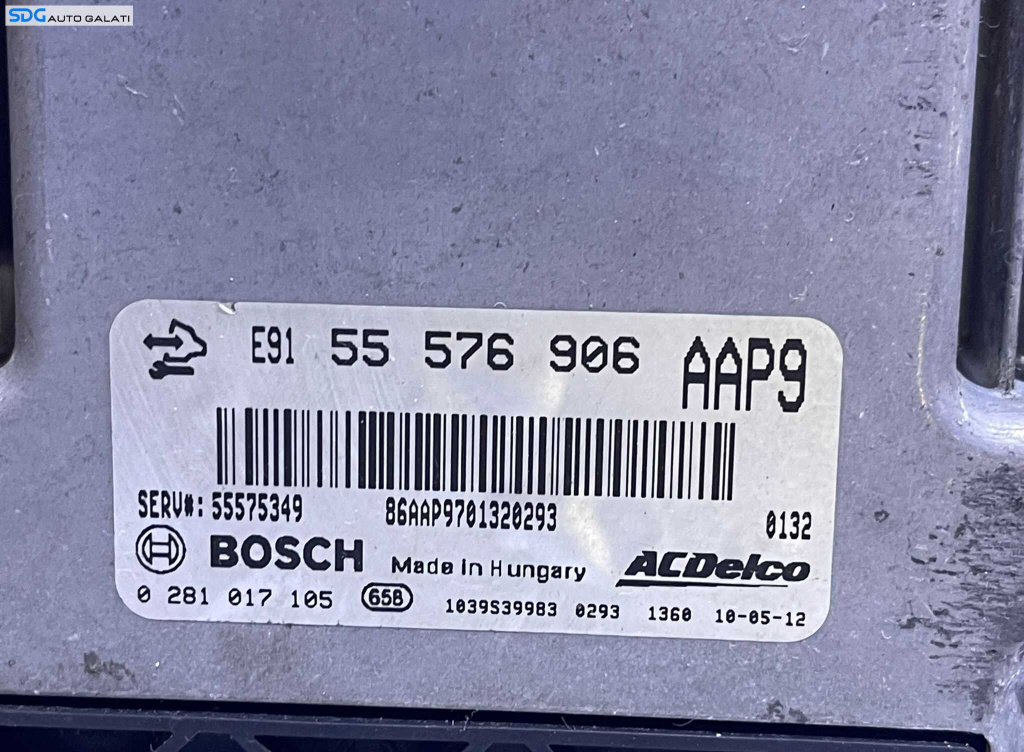 SDG AUTO GALATI
E91 55 576 906 AAP9
SERV#: 55575349 86AAP9701320293 0132
BOSCH Made in Hungary ACDelco
0 281 017 105 658 1039S39983 0293 1360 10-05-12